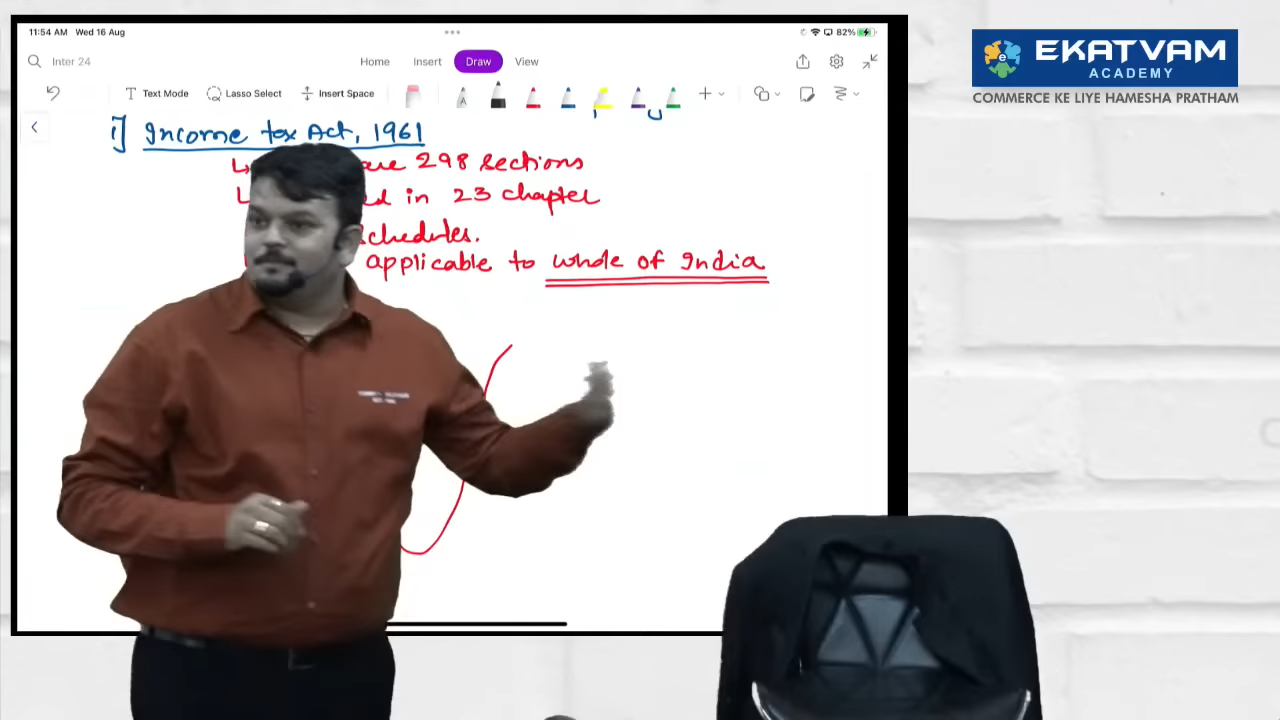 11:54 AM Wed 16 Aug
82%
Inter 24
Home Insert Draw View
Text Mode Lasso Select Insert Space
i] Income tax Act, 1961
298 sections
in 23 chapter
schedules.
applicable to whole of India
EKATVAM
ACADEMY
COMMERCE KE LIYE HAMESHA PRATHAM